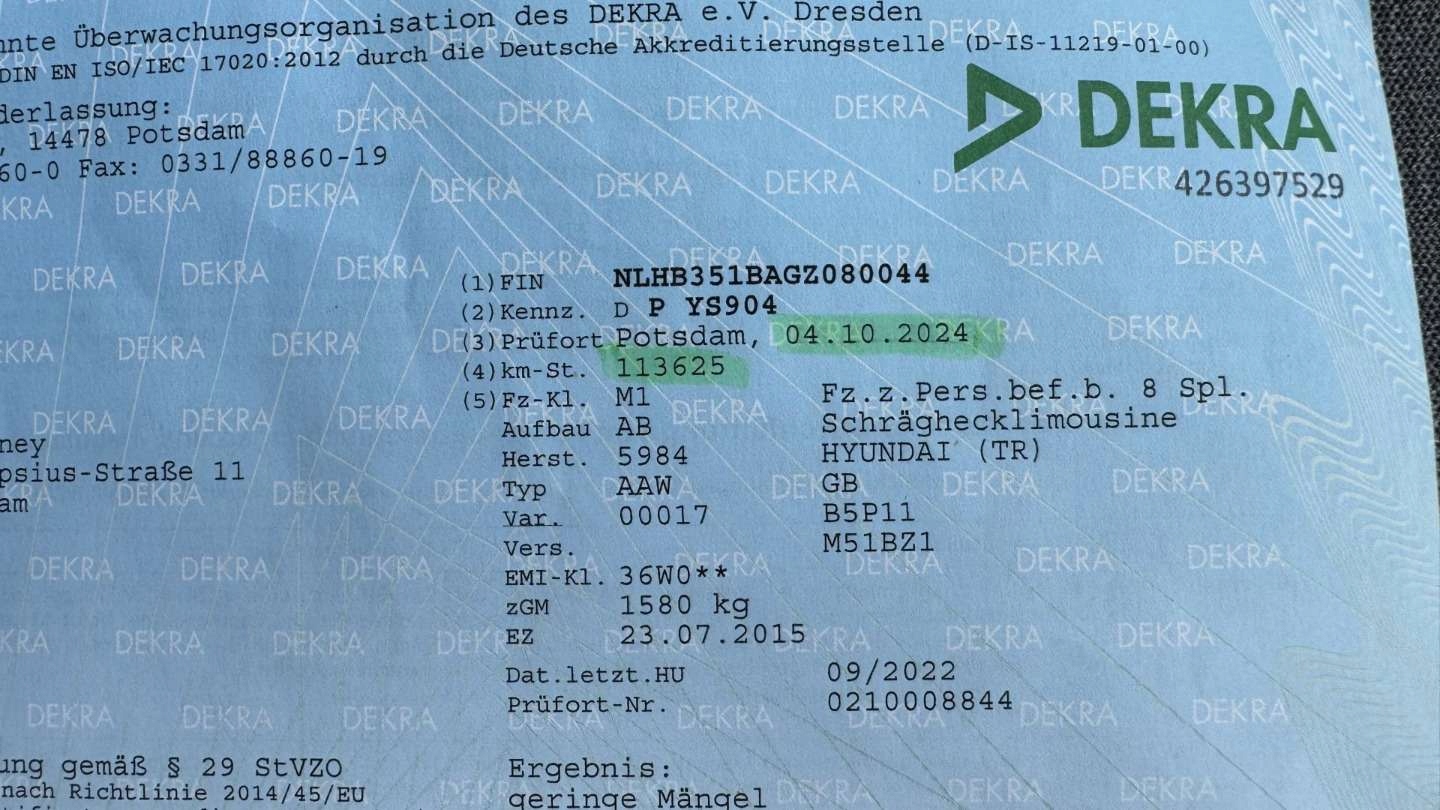 Überwachungsorganisation des DEKRA e.V. Dresden
DIN EN ISO/IEC 17020:2012 durch die Deutsche Akkreditierungsstelle (D-IS-11219-01-00)
DEKRA
426397529
derlassung:
, 14478 Potsdam
60-0 Fax: 0331/88860-19
(1) FIN NLHB351BAGZ080044
(2) Kennz. D P YS904
(3) Prüfort Potsdam, 04.10.2024
(4) km-St. 113625
(5) Fz-Kl. M1 Fz.z.Pers.bef.b. 8 Spl.
Aufbau AB Schräghecklimousine
Herst. 5984 HYUNDAI (TR)
Typ AAW GB
Var. 00017 B5P11
Vers. M51BZ1
EMI-Kl. 36W0**
zGM 1580 kg
EZ 23.07.2015
Dat.letzt.HU 09/2022
Prüfort-Nr. 0210008844
ney
psius-Straße 11
am
ung gemäß § 29 StVZO
nach Richtlinie 2014/45/EU
Ergebnis:
geringe Mängel